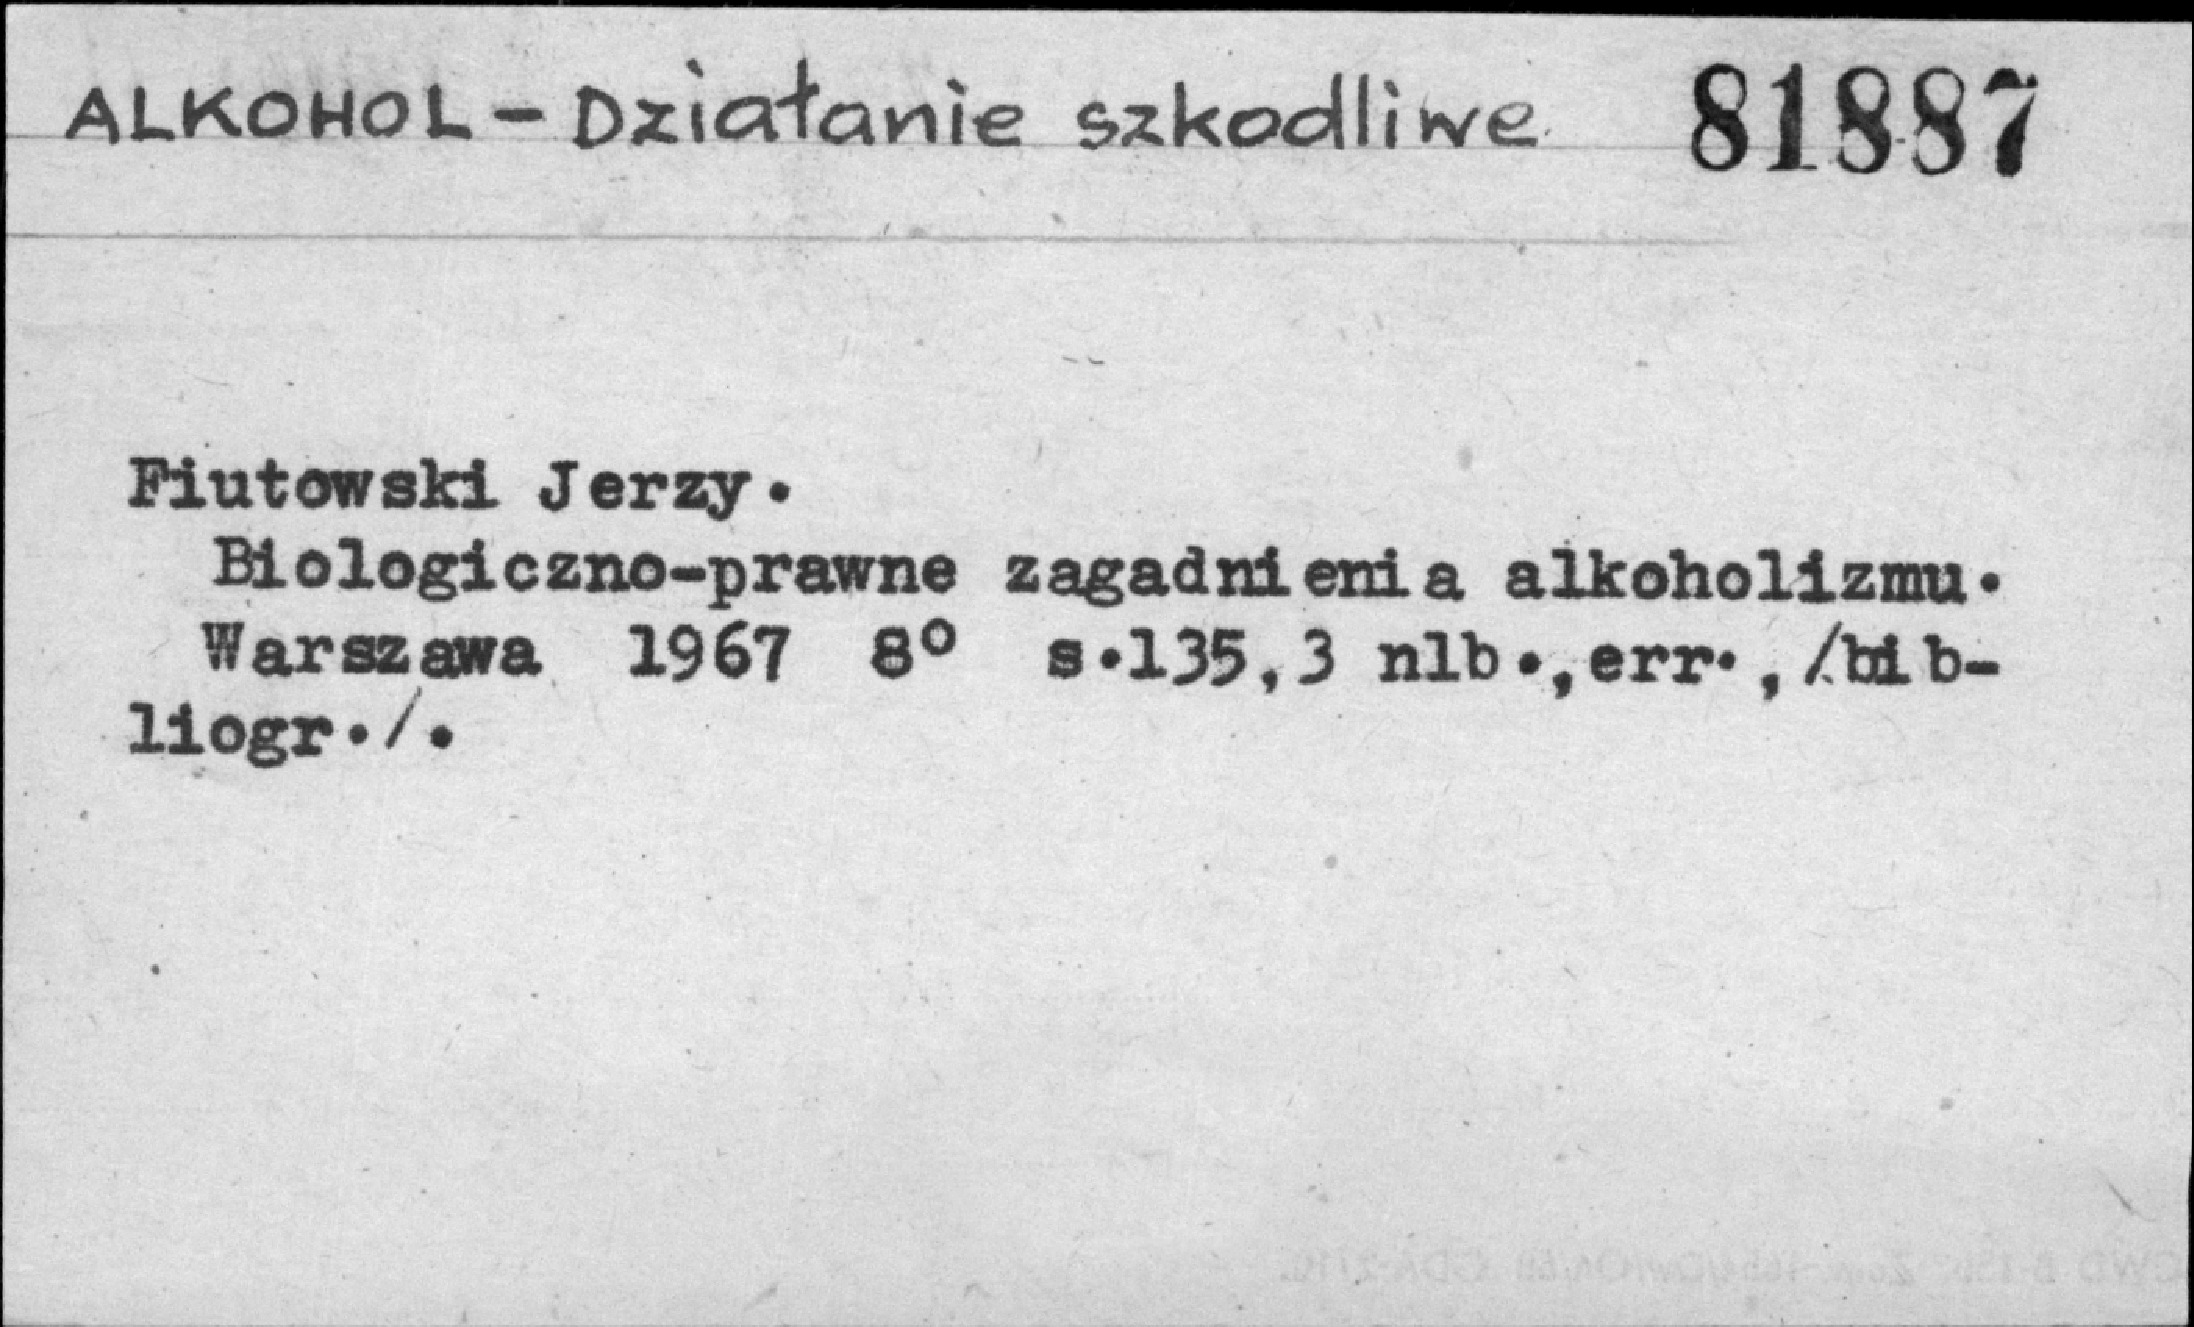 ALKOHOL - Działanie szkodliwe 81887
Fiutowski Jerzy.
Biologiczno-prawne zagadnienia alkoholizmu.
Warszawa 1967 8° s.135,3 nlb.,err.,/bib-
liogr./.